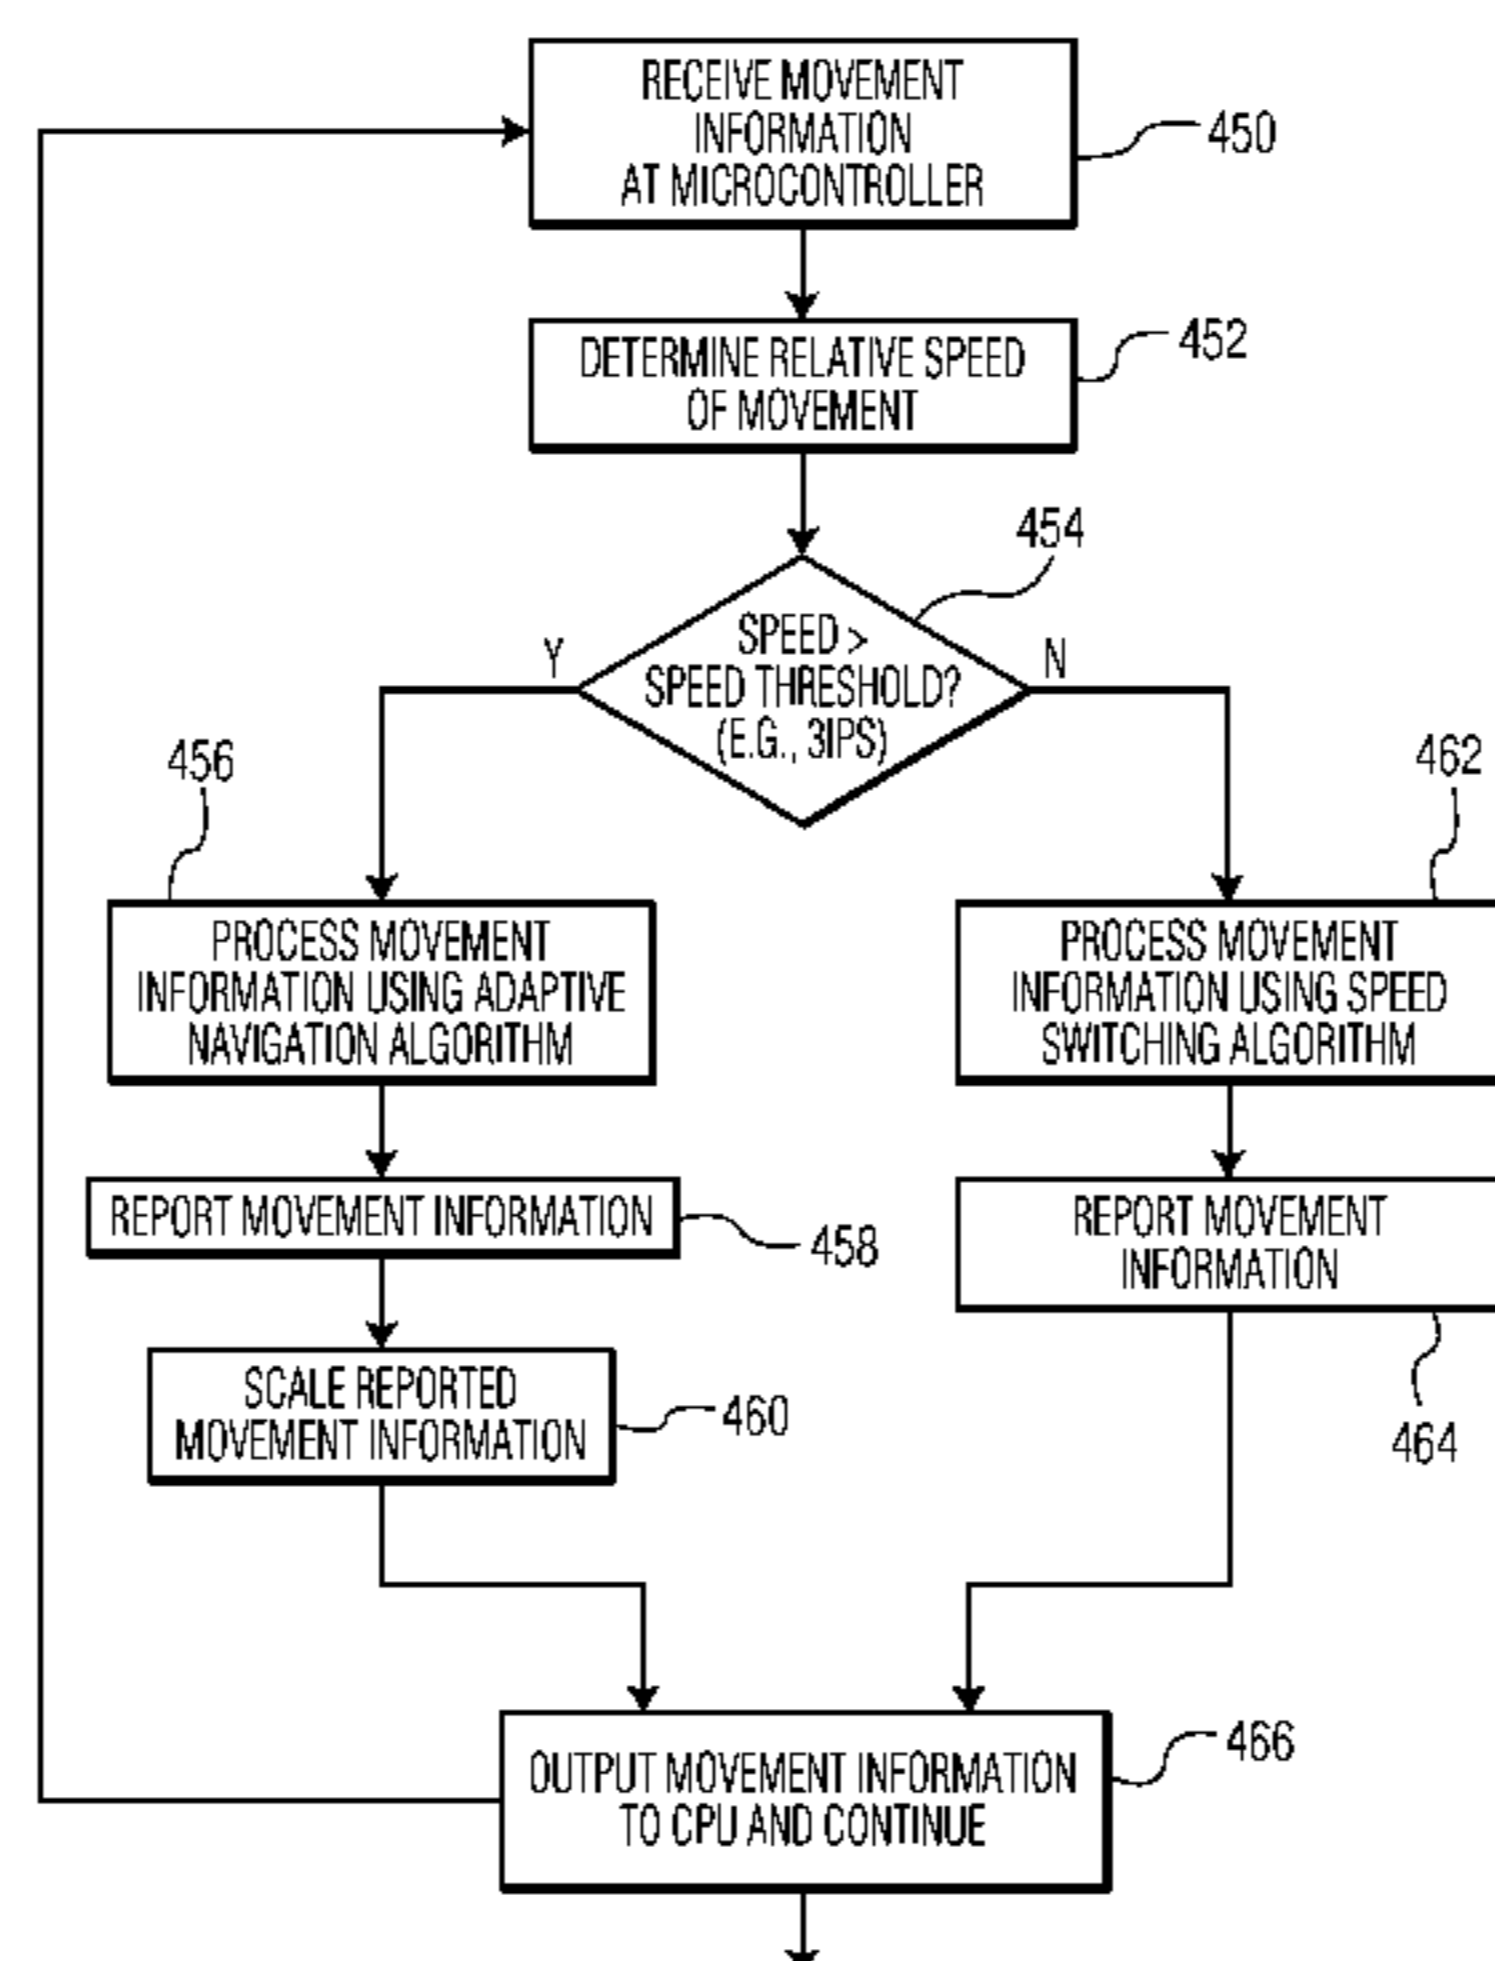 RECEIVE MOVEMENT
INFORMATION
AT MICROCONTROLLER
450
DETERMINE RELATIVE SPEED
OF MOVEMENT
452
454
SPEED >
SPEED THRESHOLD?
(E.G., 3IPS)
Y
N
456
PROCESS MOVEMENT
INFORMATION USING ADAPTIVE
NAVIGATION ALGORITHM
462
PROCESS MOVEMENT
INFORMATION USING SPEED
SWITCHING ALGORITHM
REPORT MOVEMENT INFORMATION
458
REPORT MOVEMENT
INFORMATION
464
SCALE REPORTED
MOVEMENT INFORMATION
460
OUTPUT MOVEMENT INFORMATION
TO CPU AND CONTINUE
466